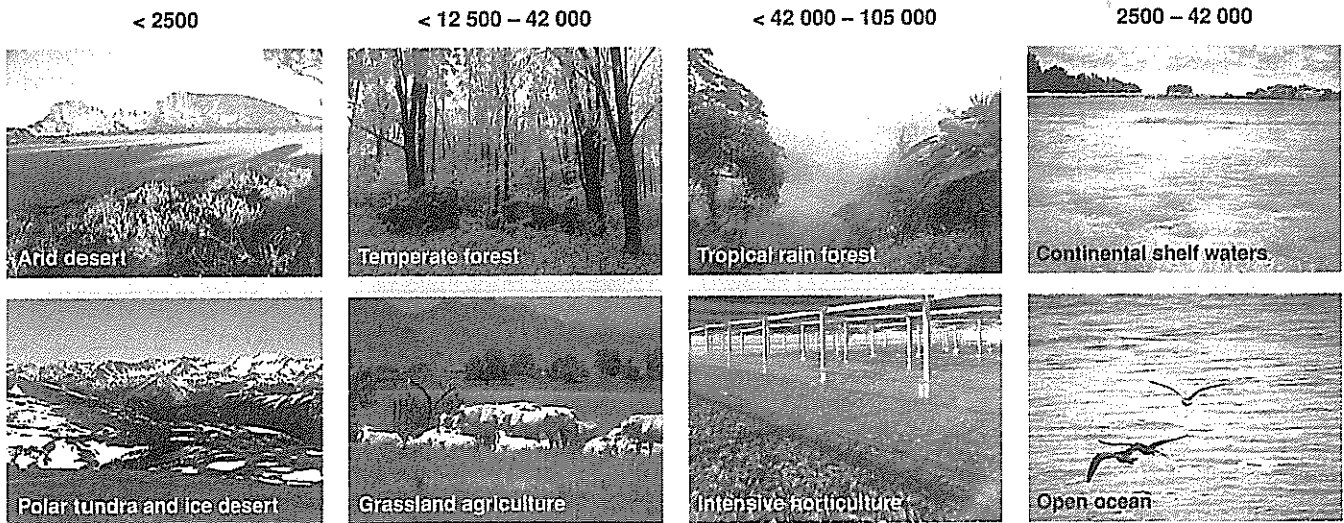 < 2500
< 12 500 – 42 000
< 42 000 – 105 000
2500 – 42 000
Arid desert
Temperate forest
Tropical rain forest
Continental shelf waters
Polar tundra and ice desert
Grassland agriculture
Intensive horticulture
Open ocean